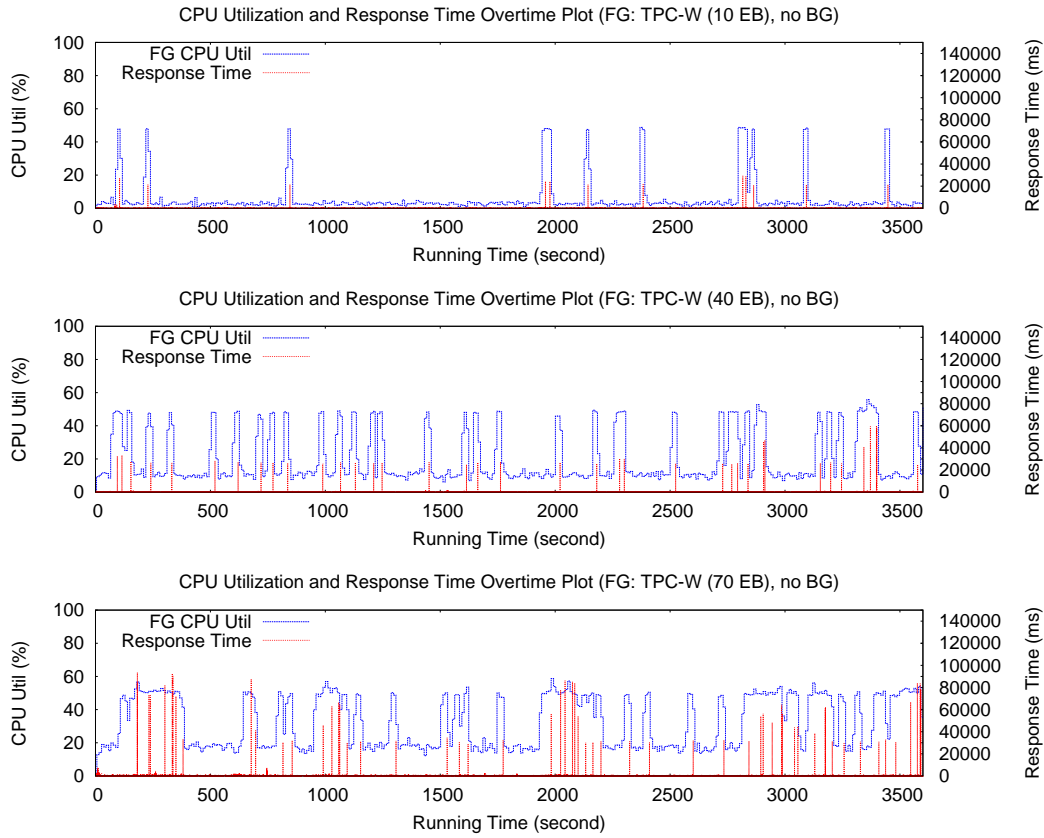 CPU Utilization and Response Time Overtime Plot (FG: TPC-W (10 EB), no BG)
CPU Util (%)
100
80
60
40
20
0
FG CPU Util
Response Time
140000
120000
100000
80000
60000
40000
20000
0
Response Time (ms)
0 500 1000 1500 2000 2500 3000 3500
Running Time (second)
CPU Utilization and Response Time Overtime Plot (FG: TPC-W (40 EB), no BG)
CPU Util (%)
100
80
60
40
20
0
FG CPU Util
Response Time
140000
120000
100000
80000
60000
40000
20000
0
Response Time (ms)
0 500 1000 1500 2000 2500 3000 3500
Running Time (second)
CPU Utilization and Response Time Overtime Plot (FG: TPC-W (70 EB), no BG)
CPU Util (%)
100
80
60
40
20
0
FG CPU Util
Response Time
140000
120000
100000
80000
60000
40000
20000
0
Response Time (ms)
0 500 1000 1500 2000 2500 3000 3500
Running Time (second)